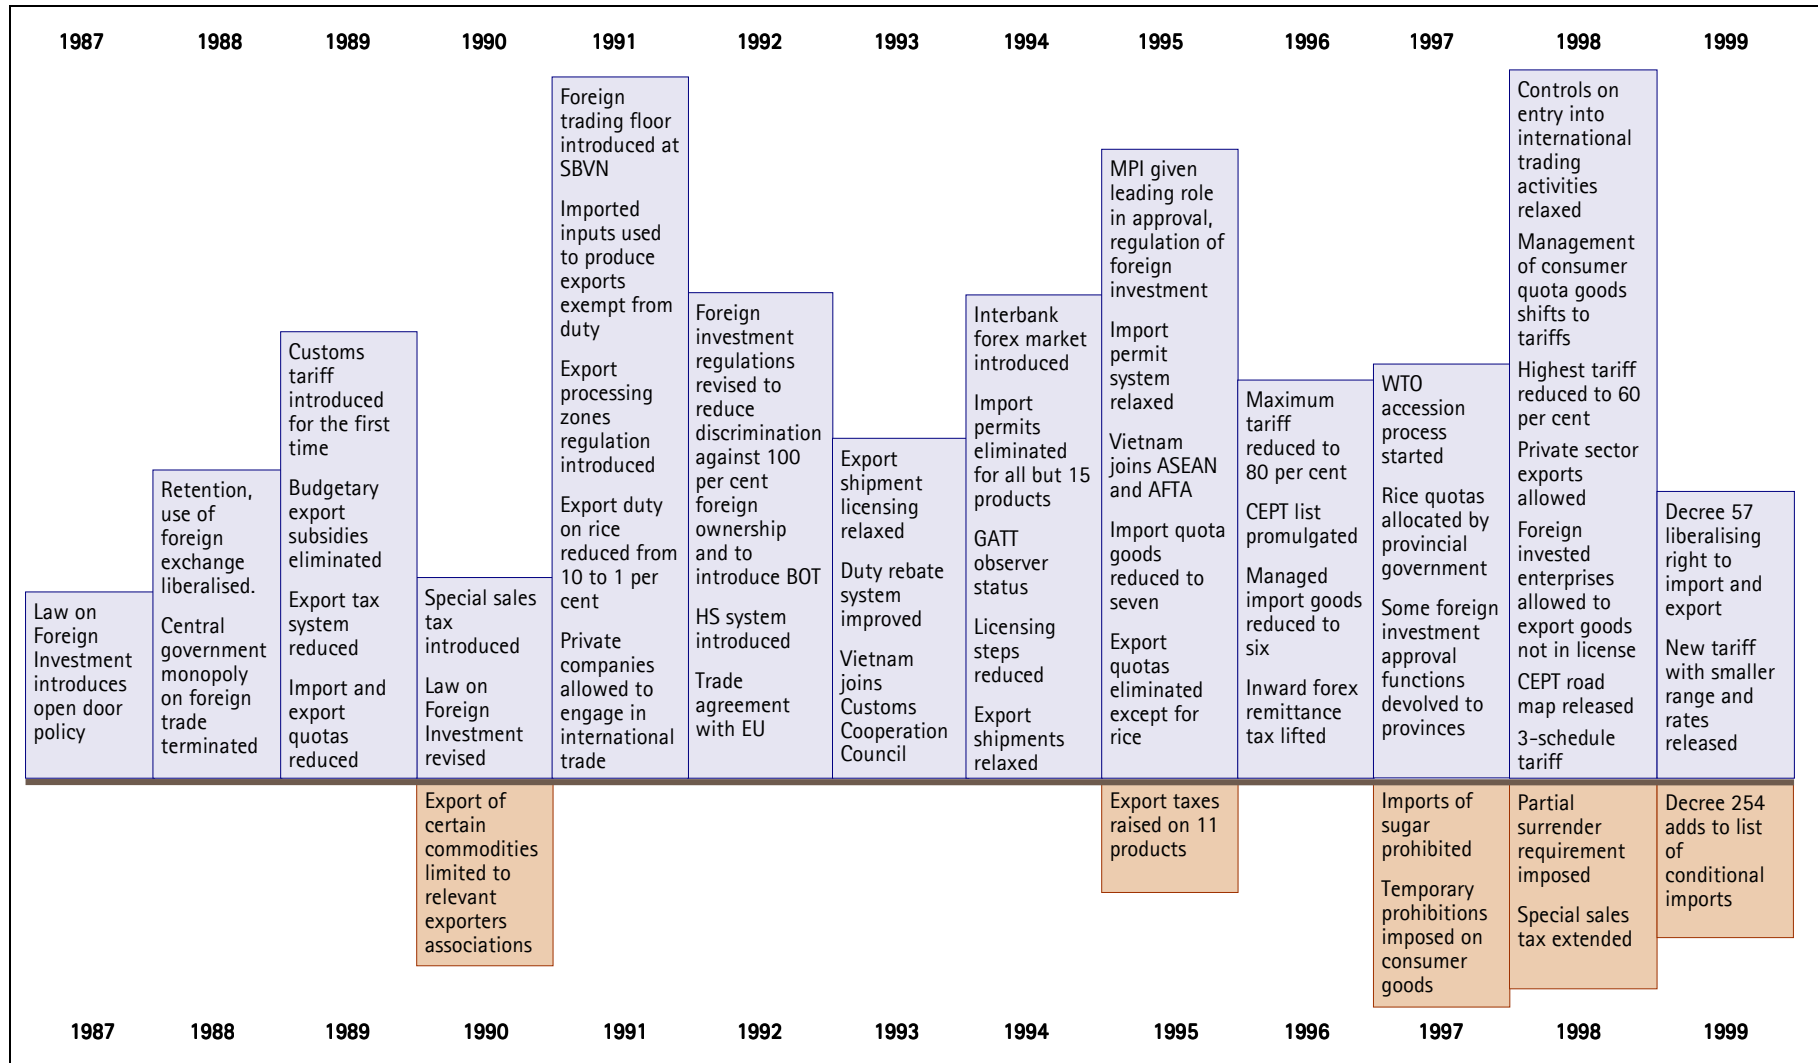 1987 1988 1989 1990 1991 1992 1993 1994 1995 1996 1997 1998 1999
Law on
Foreign
Investment
introduces
open door
policy
Retention,
use of
foreign
exchange
liberalised.
Central
government
monopoly
on foreign
trade
terminated
Customs
tariff
introduced
for the first
time
Budgetary
export
subsidies
eliminated
Export tax
system
reduced
Import and
export
quotas
reduced
Special sales
tax
introduced
Law on
Foreign
Investment
revised
Foreign
trading floor
introduced at
SBVN
Imported
inputs used
to produce
exports
exempt from
duty
Export
processing
zones
regulation
introduced
Export duty
on rice
reduced from
10 to 1 per
cent
Private
companies
allowed to
engage in
international
trade
Foreign
investment
regulations
revised to
reduce
discrimination
against 100
per cent
foreign
ownership
and to
introduce BOT
HS system
introduced
Trade
agreement
with EU
Export
shipment
licensing
relaxed
Duty rebate
system
improved
Vietnam
joins
Customs
Cooperation
Council
Interbank
forex market
introduced
Import
permits
eliminated
for all but 15
products
GATT
observer
status
Licensing
steps
reduced
Export
shipments
relaxed
MPI given
leading role
in approval,
regulation of
foreign
investment
Import
permit
system
relaxed
Vietnam
joins ASEAN
and AFTA
Import quota
goods
reduced to
seven
Export
quotas
eliminated
except for
rice
Maximum
tariff
reduced to
80 per cent
CEPT list
promulgated
Managed
import goods
reduced to
six
Inward forex
remittance
tax lifted
WTO
accession
process
started
Rice quotas
allocated by
provincial
government
Some foreign
investment
approval
functions
devolved to
provinces
Controls on
entry into
international
trading
activities
relaxed
Management
of consumer
quota goods
shifts to
tariffs
Highest tariff
reduced to 60
per cent
Private sector
exports
allowed
Foreign
invested
enterprises
allowed to
export goods
not in license
CEPT road
map released
3-schedule
tariff
Decree 57
liberalising
right to
import and
export
New tariff
with smaller
range and
rates
released
Export of
certain
commodities
limited to
relevant
exporters
associations
Export taxes
raised on 11
products
Imports of
sugar
prohibited
Temporary
prohibitions
imposed on
consumer
goods
Partial
surrender
requirement
imposed
Special sales
tax extended
Decree 254
adds to list
of
conditional
imports
1987 1988 1989 1990 1991 1992 1993 1994 1995 1996 1997 1998 1999